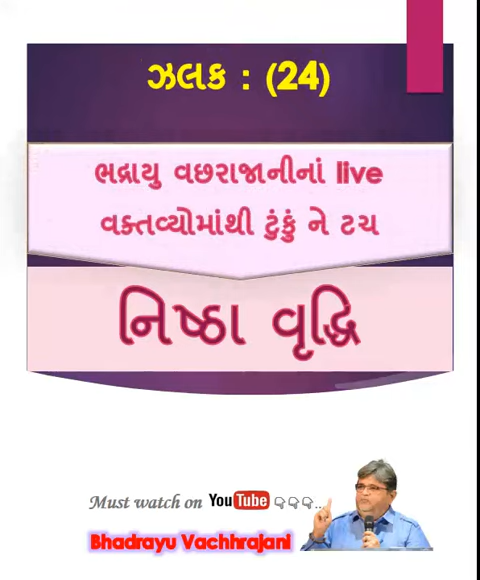 ઝલક : (24)
ભદ્રાયુ વછરાજાનીનાં live
વક્તવ્યોમાંથી ટુંકું ને ટચ
નિષ્ઠા વૃદ્ધિ
Must watch on YouTube 👇👇👇...
Bhadrayu Vachhrajani